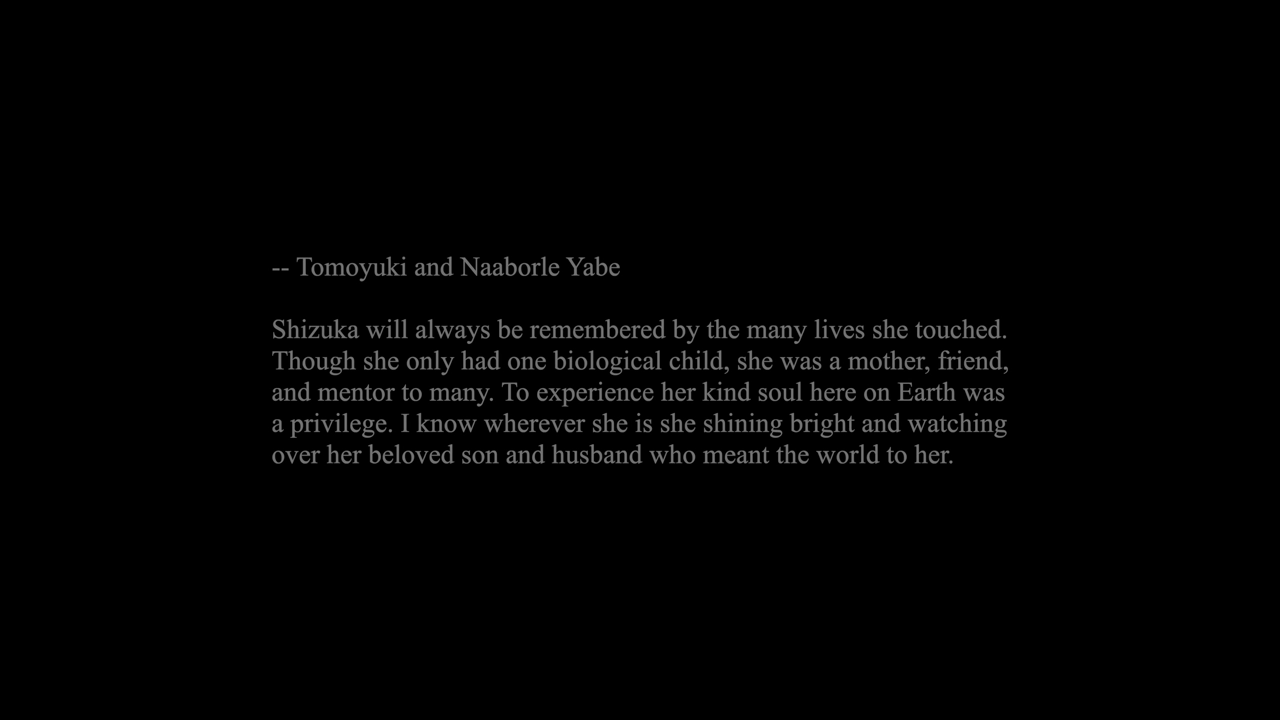 -- Tomoyuki and Naaborle Yabe
Shizuka will always be remembered by the many lives she touched.
Though she only had one biological child, she was a mother, friend,
and mentor to many. To experience her kind soul here on Earth was
a privilege. I know wherever she is she shining bright and watching
over her beloved son and husband who meant the world to her.